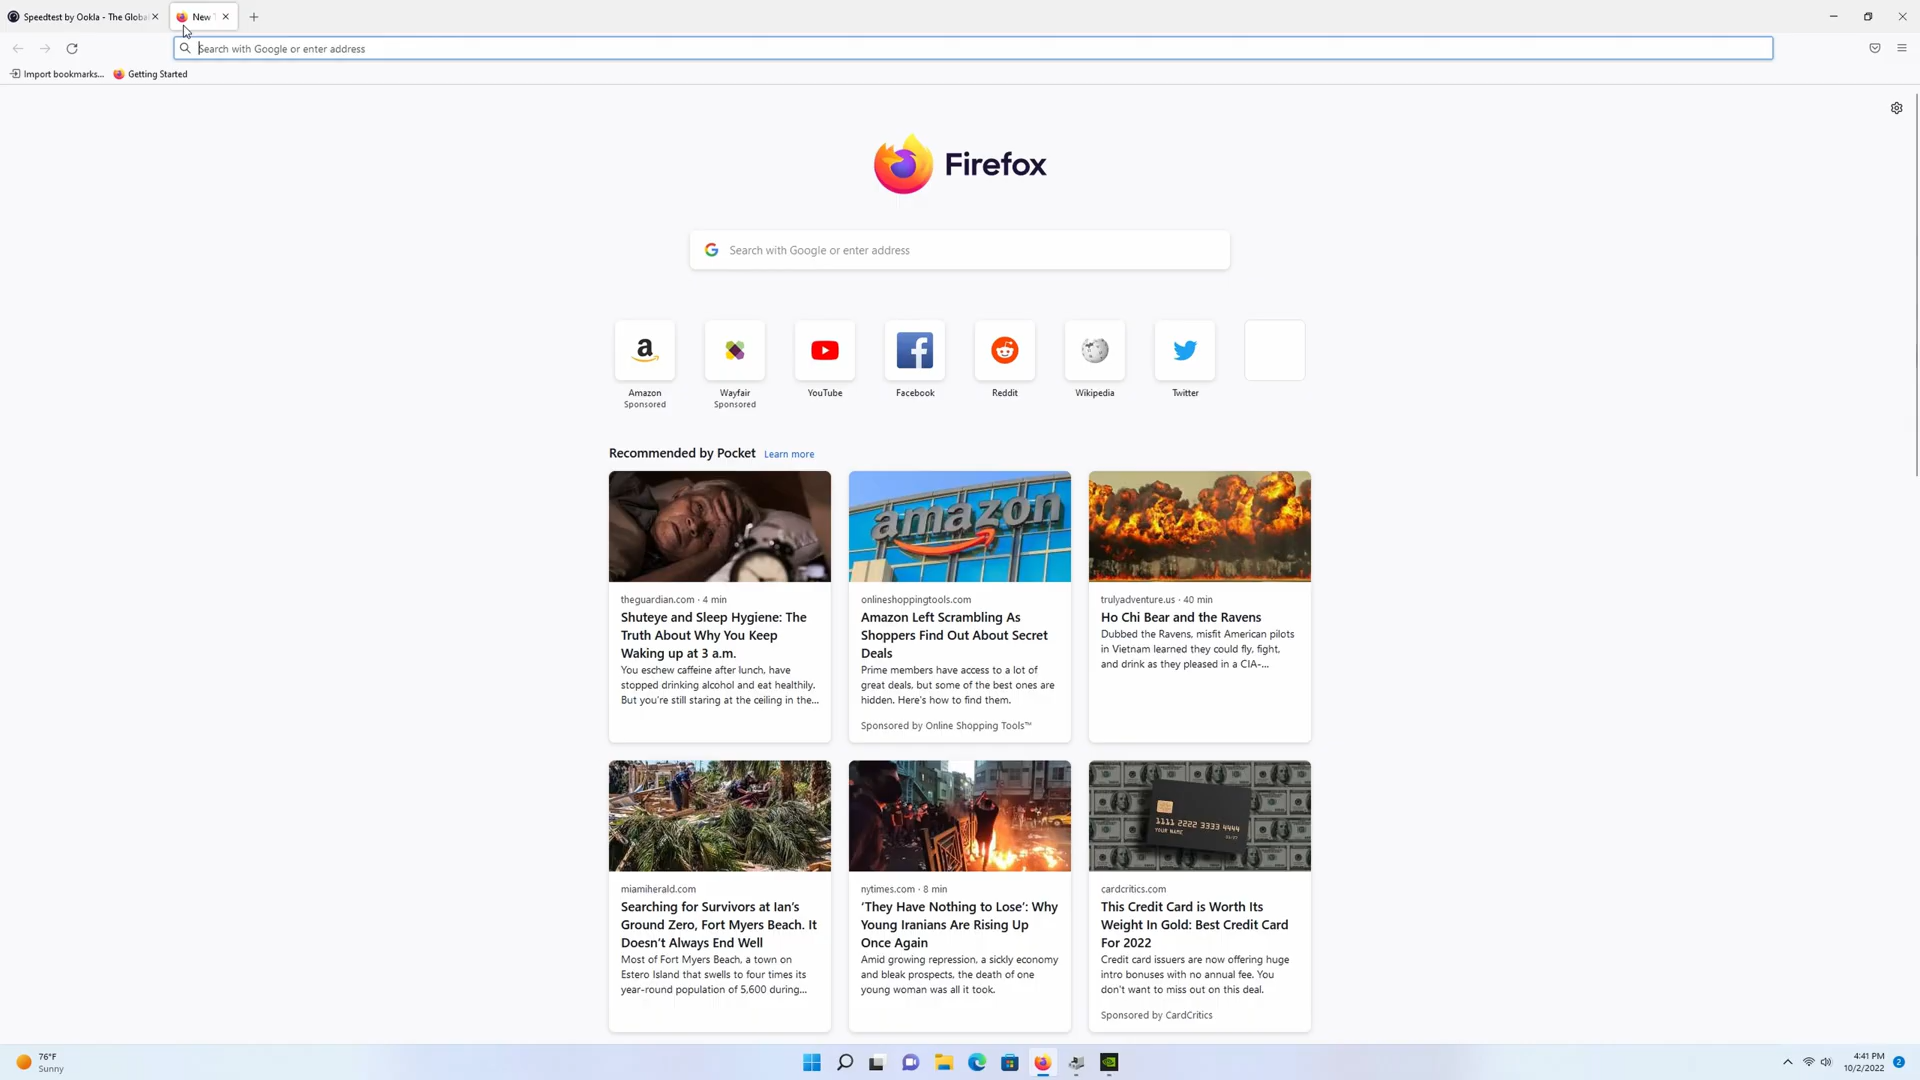 Speedtest by Ookla - The Global
New T
Search with Google or enter address
Import bookmarks...
Getting Started
Firefox
Search with Google or enter address
a
Amazon
Sponsored
Wayfair
Sponsored
YouTube
Facebook
Reddit
Wikipedia
Twitter
Recommended by Pocket Learn more
amazon
theguardian.com · 4 min
Shuteye and Sleep Hygiene: The
Truth About Why You Keep
Waking up at 3 a.m.
You eschew caffeine after lunch, have
stopped drinking alcohol and eat healthily.
But you're still staring at the ceiling in the...
onlineshoppingtools.com
Amazon Left Scrambling As
Shoppers Find Out About Secret
Deals
Prime members have access to a lot of
great deals, but some of the best ones are
hidden. Here's how to find them.
Sponsored by Online Shopping Tools™
trulyadventure.us · 40 min
Ho Chi Bear and the Ravens
Dubbed the Ravens, misfit American pilots
in Vietnam learned they could fly, fight,
and drink as they pleased in a CIA-...
1111 2222 3333 4444
YOUR NAME
miamiherald.com
Searching for Survivors at Ian's
Ground Zero, Fort Myers Beach. It
Doesn't Always End Well
Most of Fort Myers Beach, a town on
Estero Island that swells to four times its
year-round population of 5,600 during...
nytimes.com · 8 min
'They Have Nothing to Lose': Why
Young Iranians Are Rising Up
Once Again
Amid growing repression, a sickly economy
and bleak prospects, the death of one
young woman was all it took.
cardcritics.com
This Credit Card is Worth Its
Weight In Gold: Best Credit Card
For 2022
Credit card issuers are now offering huge
intro bonuses with no annual fee. You
don't want to miss out on this deal.
Sponsored by CardCritics
76°F
Sunny
4:41 PM
10/2/2022
2